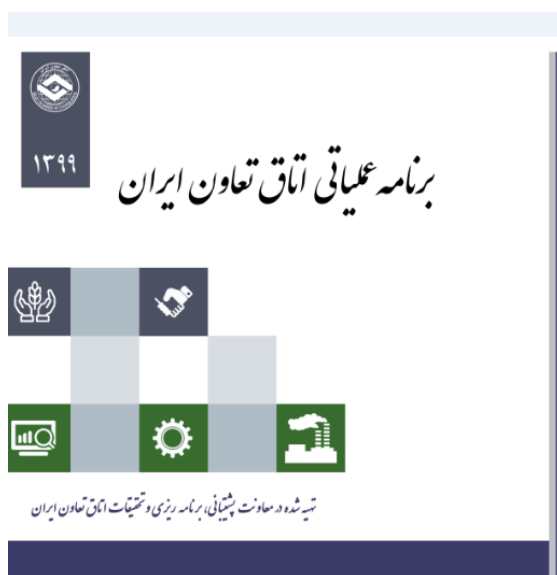 ۱۳۹۹
برنامه عملیاتی اتاق تعاون ایران
تهیه شده در معاونت پشتیبانی، برنامه ریزی و تحقیقات اتاق تعاون ایران